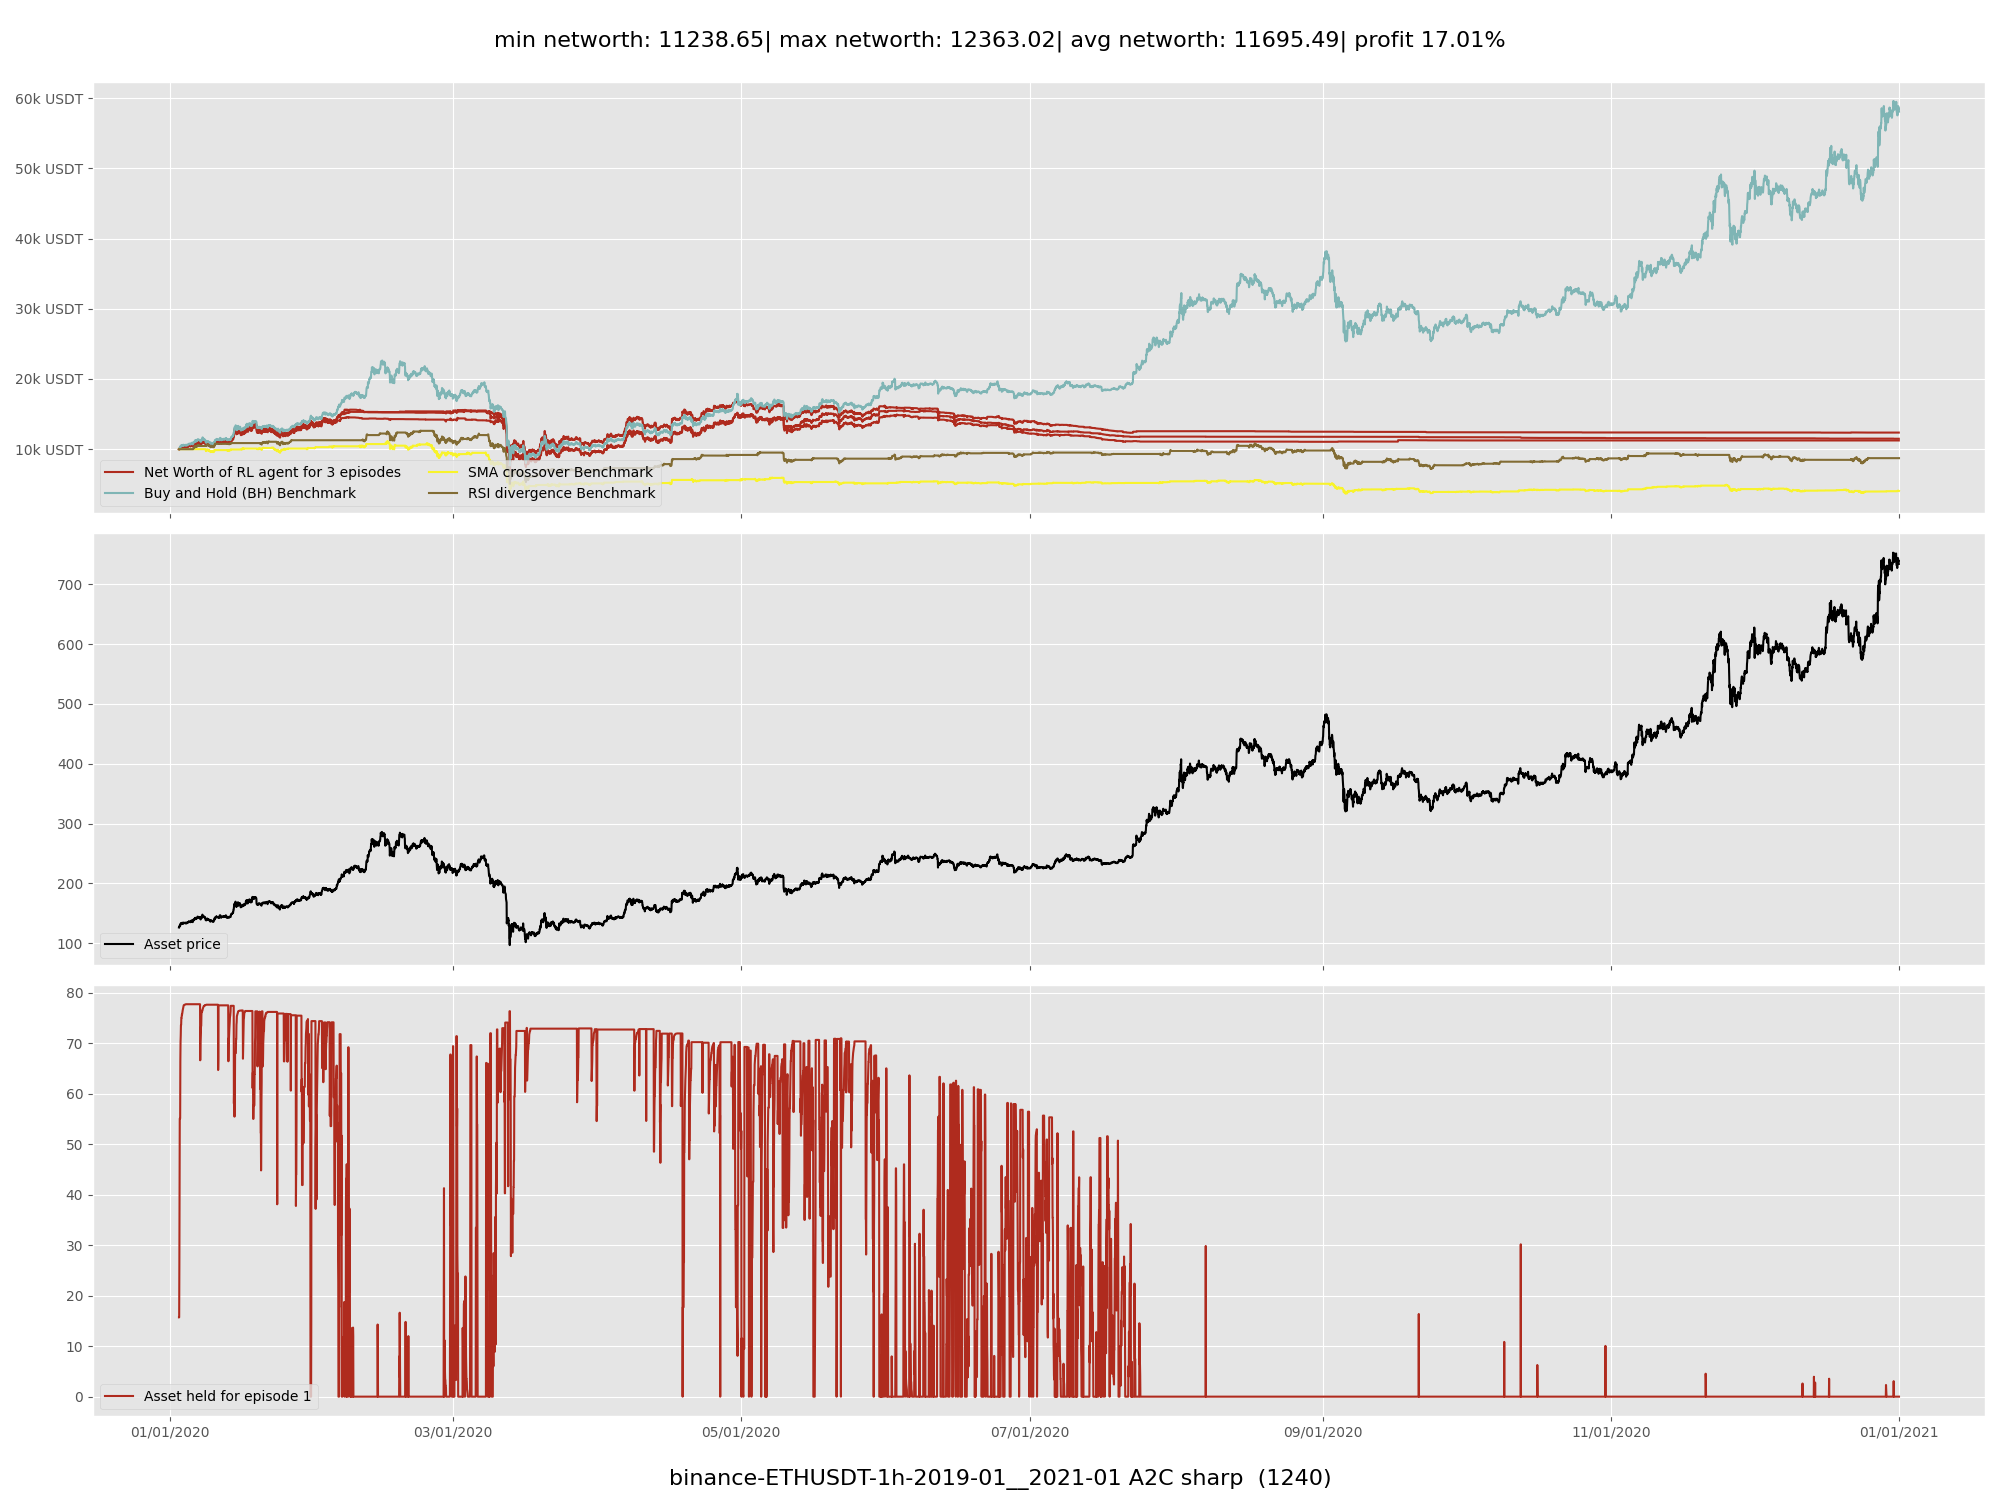 min networth: 11238.65| max networth: 12363.02| avg networth: 11695.49| profit 17.01%
60k USDT
50k USDT
40k USDT
30k USDT
20k USDT
10k USDT
Net Worth of RL agent for 3 episodes
Buy and Hold (BH) Benchmark
SMA crossover Benchmark
RSI divergence Benchmark
700
600
500
400
300
200
100
Asset price
80
70
60
50
40
30
20
10
0
Asset held for episode 1
01/01/2020
03/01/2020
05/01/2020
07/01/2020
09/01/2020
11/01/2020
01/01/2021
binance-ETHUSDT-1h-2019-01__2021-01 A2C sharp  (1240)